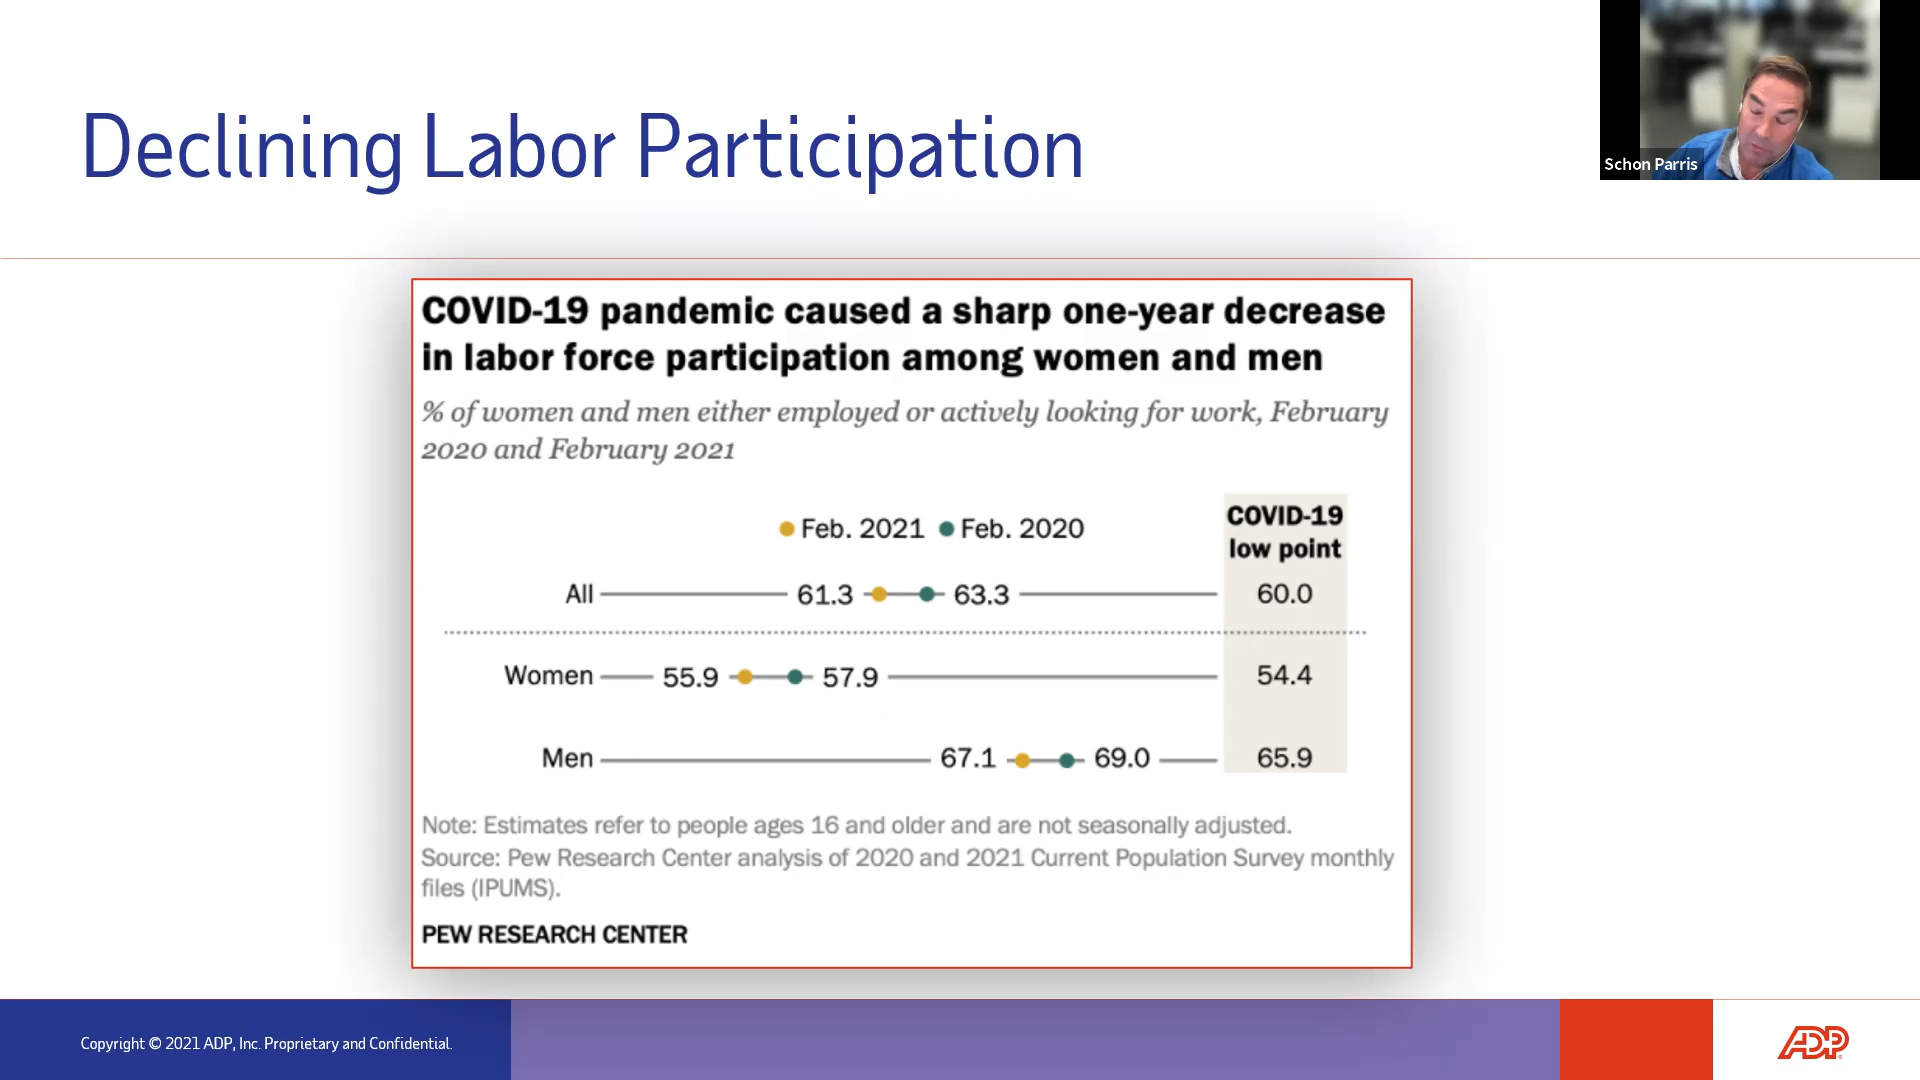 Declining Labor Participation
Schon Parris
COVID-19 pandemic caused a sharp one-year decrease
in labor force participation among women and men
% of women and men either employed or actively looking for work, February
2020 and February 2021
Feb. 2021 Feb. 2020
COVID-19
low point
All 61.3 63.3 60.0
Women 55.9 57.9 54.4
Men 67.1 69.0 65.9
Note: Estimates refer to people ages 16 and older and are not seasonally adjusted.
Source: Pew Research Center analysis of 2020 and 2021 Current Population Survey monthly
files (IPUMS).
PEW RESEARCH CENTER
Copyright © 2021 ADP, Inc. Proprietary and Confidential.
ADP